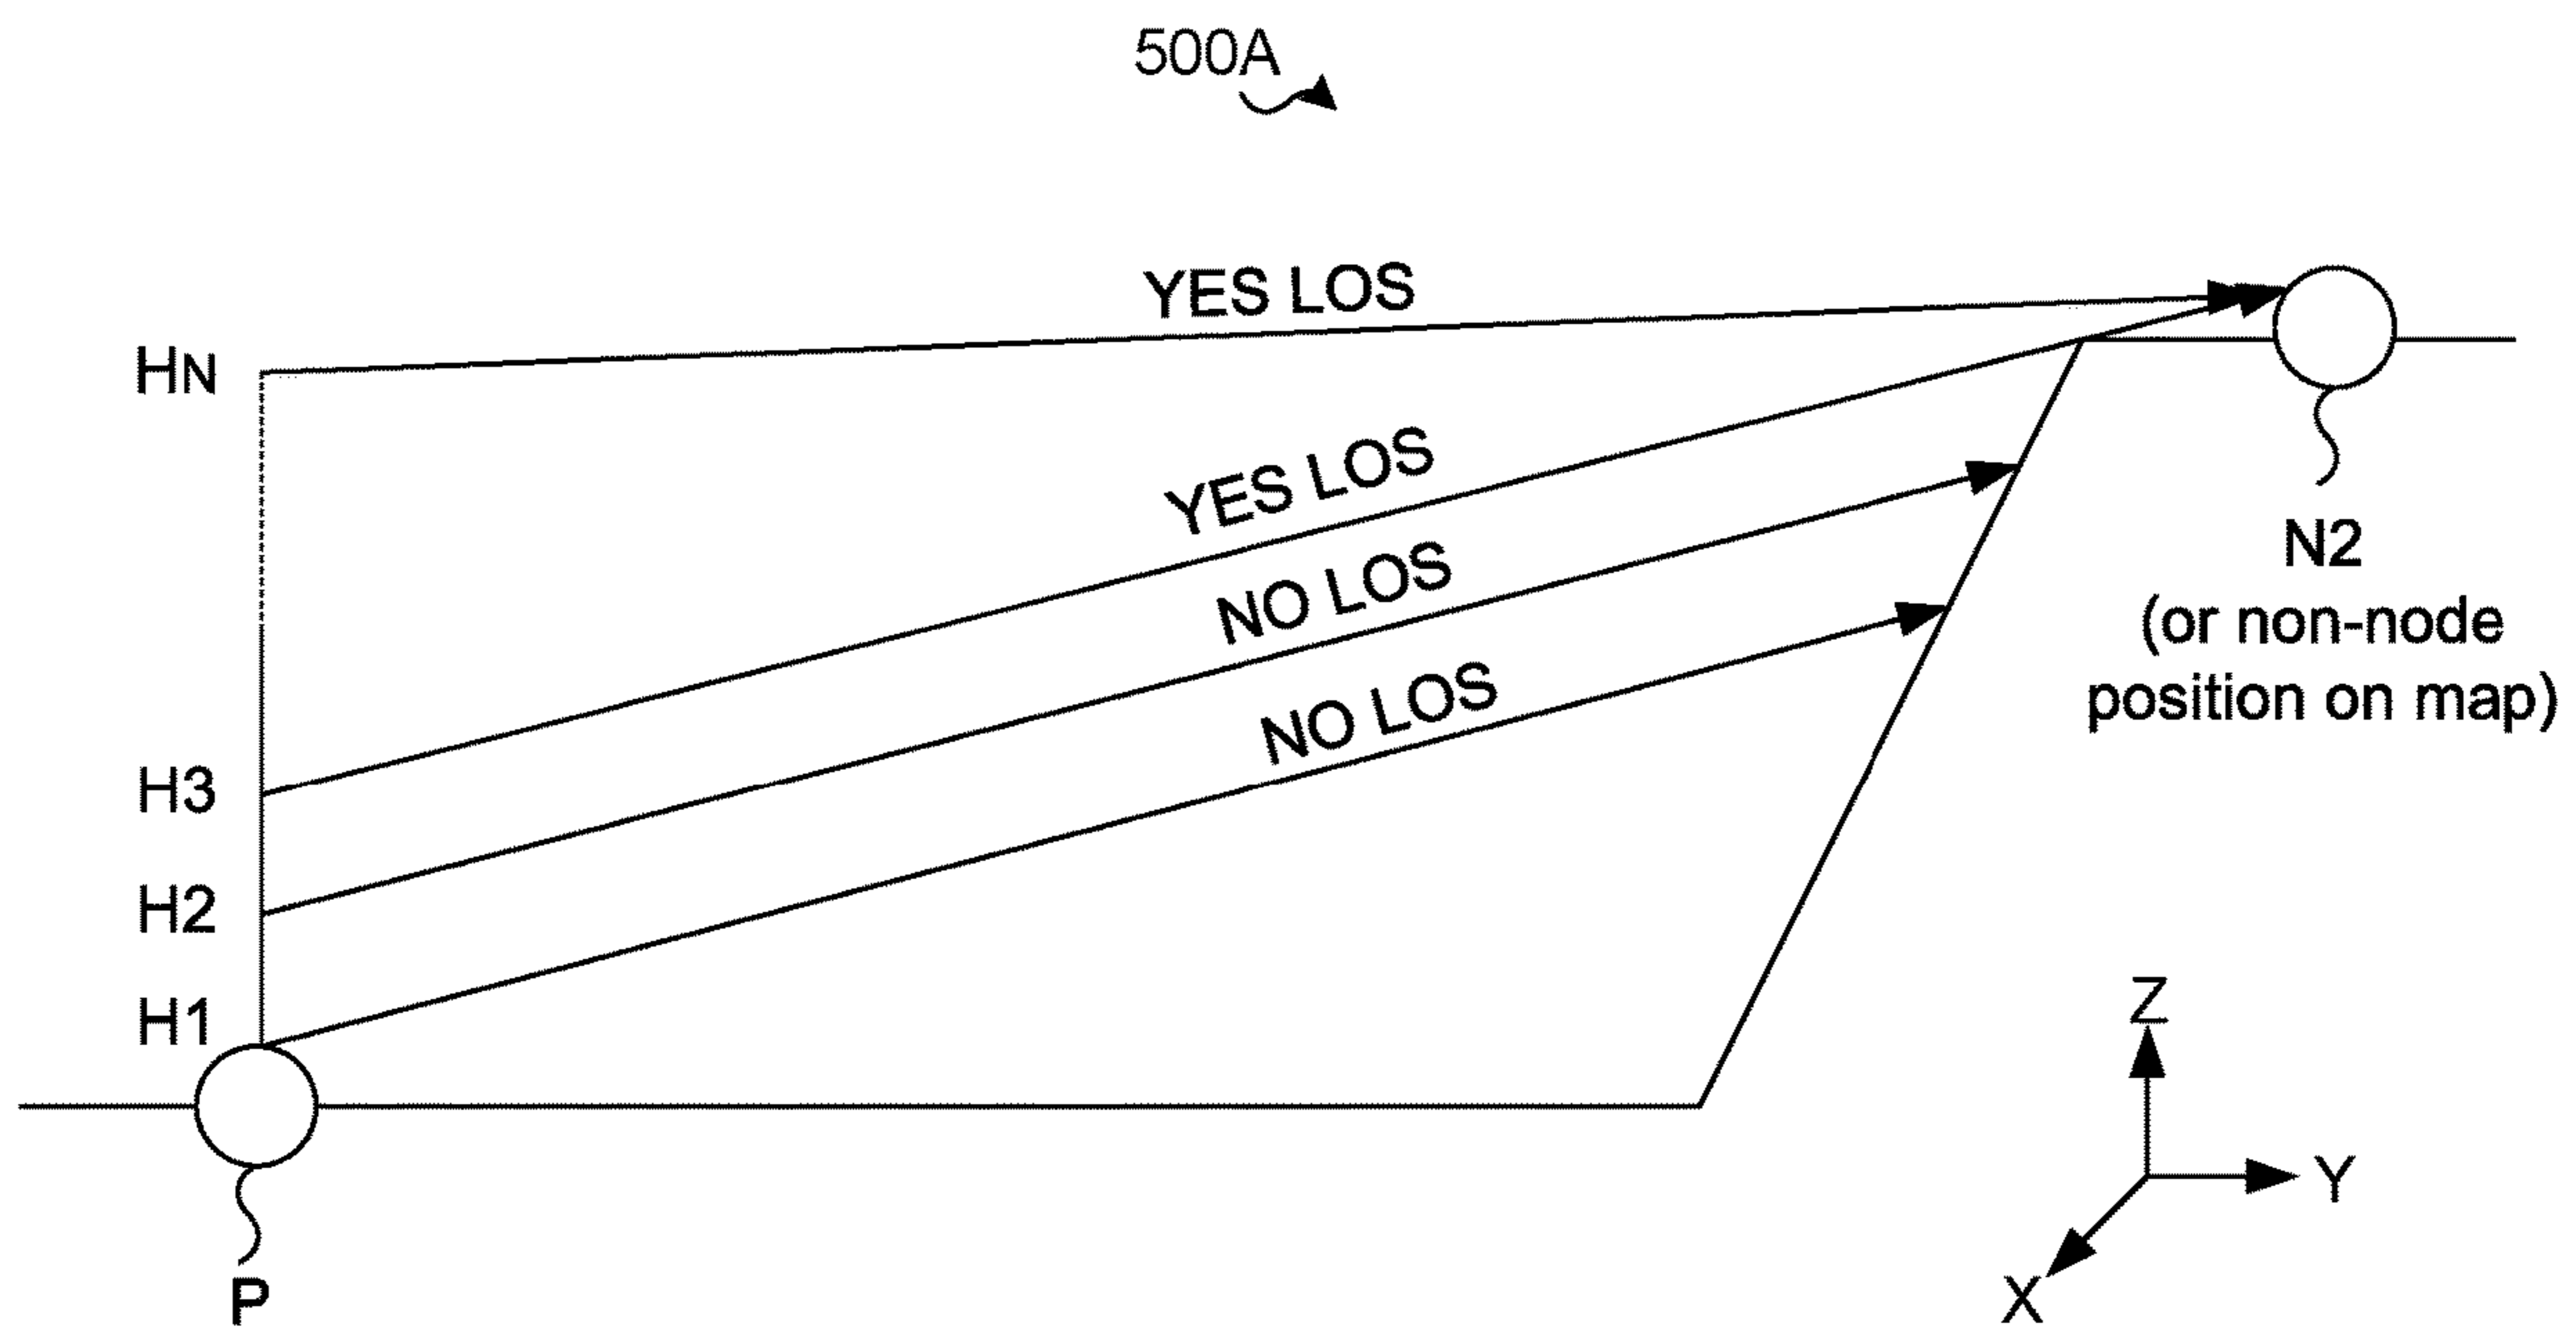 500A
YES LOS
HN
YES LOS
NO LOS
N2
(or non-node
position on map)
NO LOS
H3
H2
H1
Z
Y
X
P